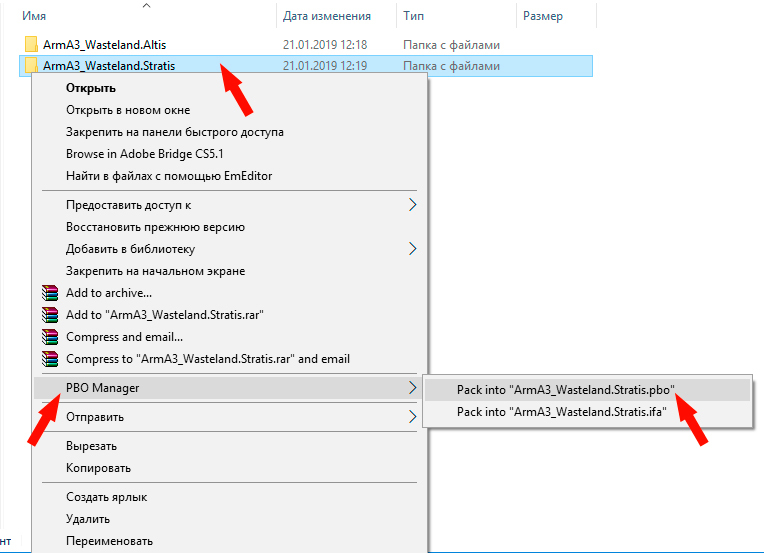 Имя Дата изменения Тип Размер
ArmA3_Wasteland.Altis 21.01.2019 12:18 Папка с файлами
ArmA3_Wasteland.Stratis 21.01.2019 12:19 Папка с файлами
Открыть
Открыть в новом окне
Закрепить на панели быстрого доступа
Browse in Adobe Bridge CS5.1
Найти в файлах с помощью EmEditor
Предоставить доступ к
Восстановить прежнюю версию
Добавить в библиотеку
Закрепить на начальном экране
Add to archive...
Add to "ArmA3_Wasteland.Stratis.rar"
Compress and email...
Compress to "ArmA3_Wasteland.Stratis.rar" and email
PBO Manager
Pack into "ArmA3_Wasteland.Stratis.pbo"
Pack into "ArmA3_Wasteland.Stratis.ifa"
Отправить
Вырезать
Копировать
Создать ярлык
Удалить
Переименовать
нт